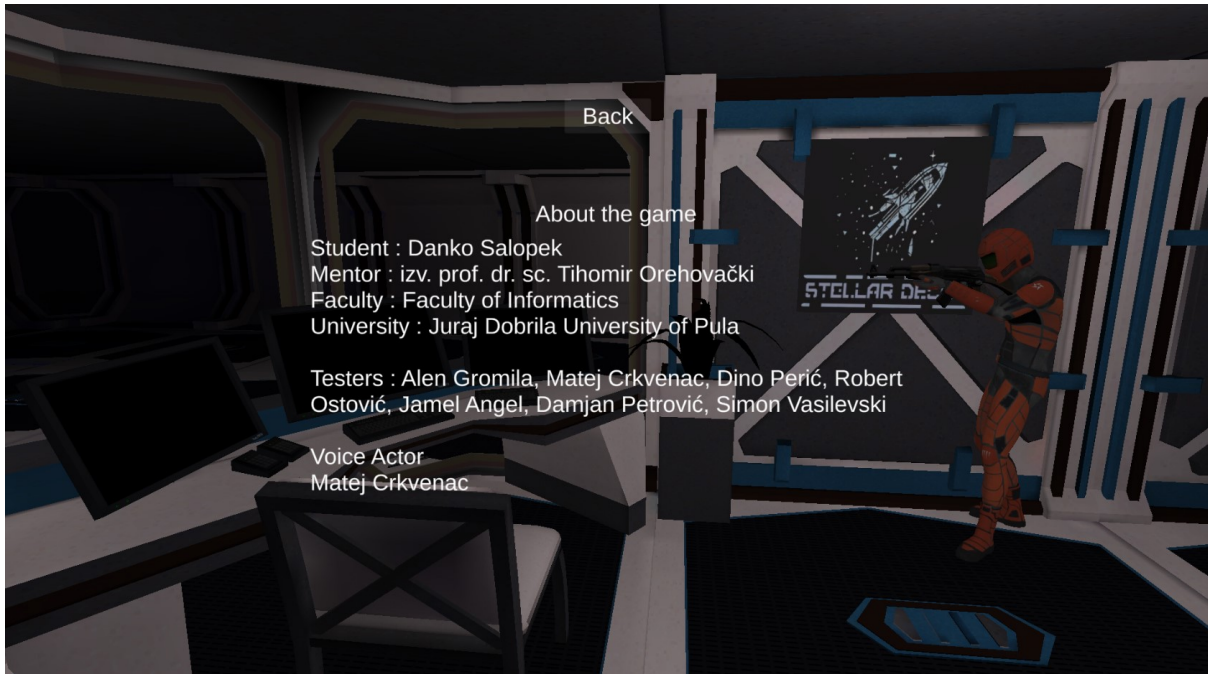 Back
About the game
Student : Danko Salopek
Mentor : izv. prof. dr. sc. Tihomir Orehovački
Faculty : Faculty of Informatics
University : Juraj Dobrila University of Pula
Testers : Alen Gromila, Matej Crkvenac, Dino Perić, Robert
Ostović, Jamel Angel, Damjan Petrović, Simon Vasilevski
Voice Actor
Matej Crkvenac
STELLAR